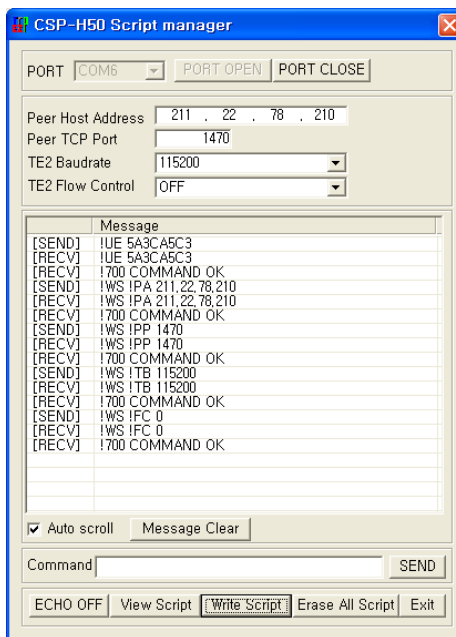 CSP-H50 Script manager
PORT COM6 PORT OPEN PORT CLOSE
Peer Host Address 211 . 22 . 78 . 210
Peer TCP Port 1470
TE2 Baudrate 115200
TE2 Flow Control OFF
Message
[SEND] !UE 5A3CA5C3
[RECV] !UE 5A3CA5C3
[RECV] !700 COMMAND OK
[SEND] !WS !PA 211,22,78,210
[RECV] !WS !PA 211,22,78,210
[RECV] !700 COMMAND OK
[SEND] !WS !PP 1470
[RECV] !WS !PP 1470
[RECV] !700 COMMAND OK
[SEND] !WS !TB 115200
[RECV] !WS !TB 115200
[RECV] !700 COMMAND OK
[SEND] !WS !FC 0
[RECV] !WS !FC 0
[RECV] !700 COMMAND OK
Auto scroll Message Clear
Command SEND
ECHO OFF View Script Write Script Erase All Script Exit